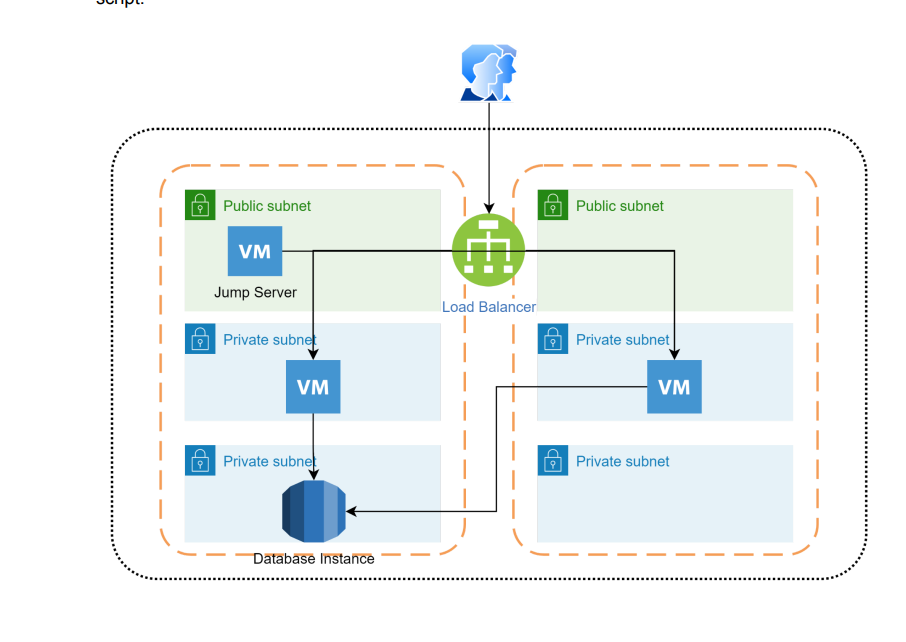 script.
Public subnet
Public subnet
VM
Jump Server
Load Balancer
Private subnet
Private subnet
VM
VM
Private subnet
Private subnet
Database Instance